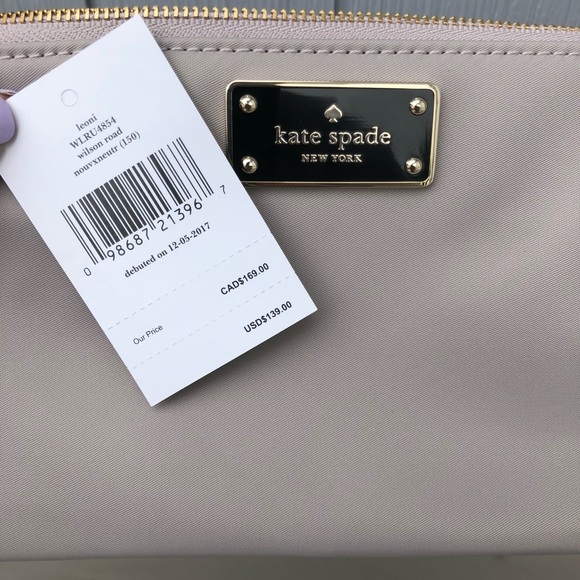 leoni
WLRU4854
wilson road
nouvxneutr (150)
0 98687 21396 7
debuted on 12-05-2017
CAD$169.00
Our Price USD$139.00
kate spade
NEW YORK